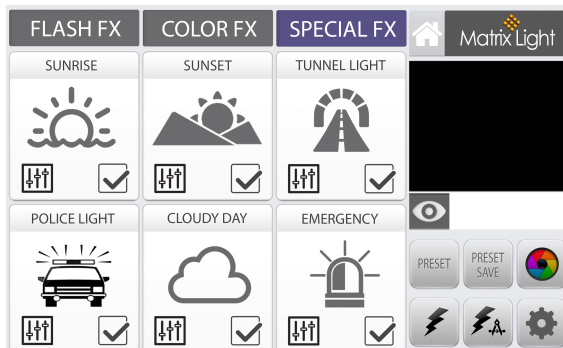 FLASH FX
COLOR FX
SPECIAL FX
Matrix Light
SUNRISE
SUNSET
TUNNEL LIGHT
POLICE LIGHT
CLOUDY DAY
EMERGENCY
PRESET
PRESET
SAVE
A